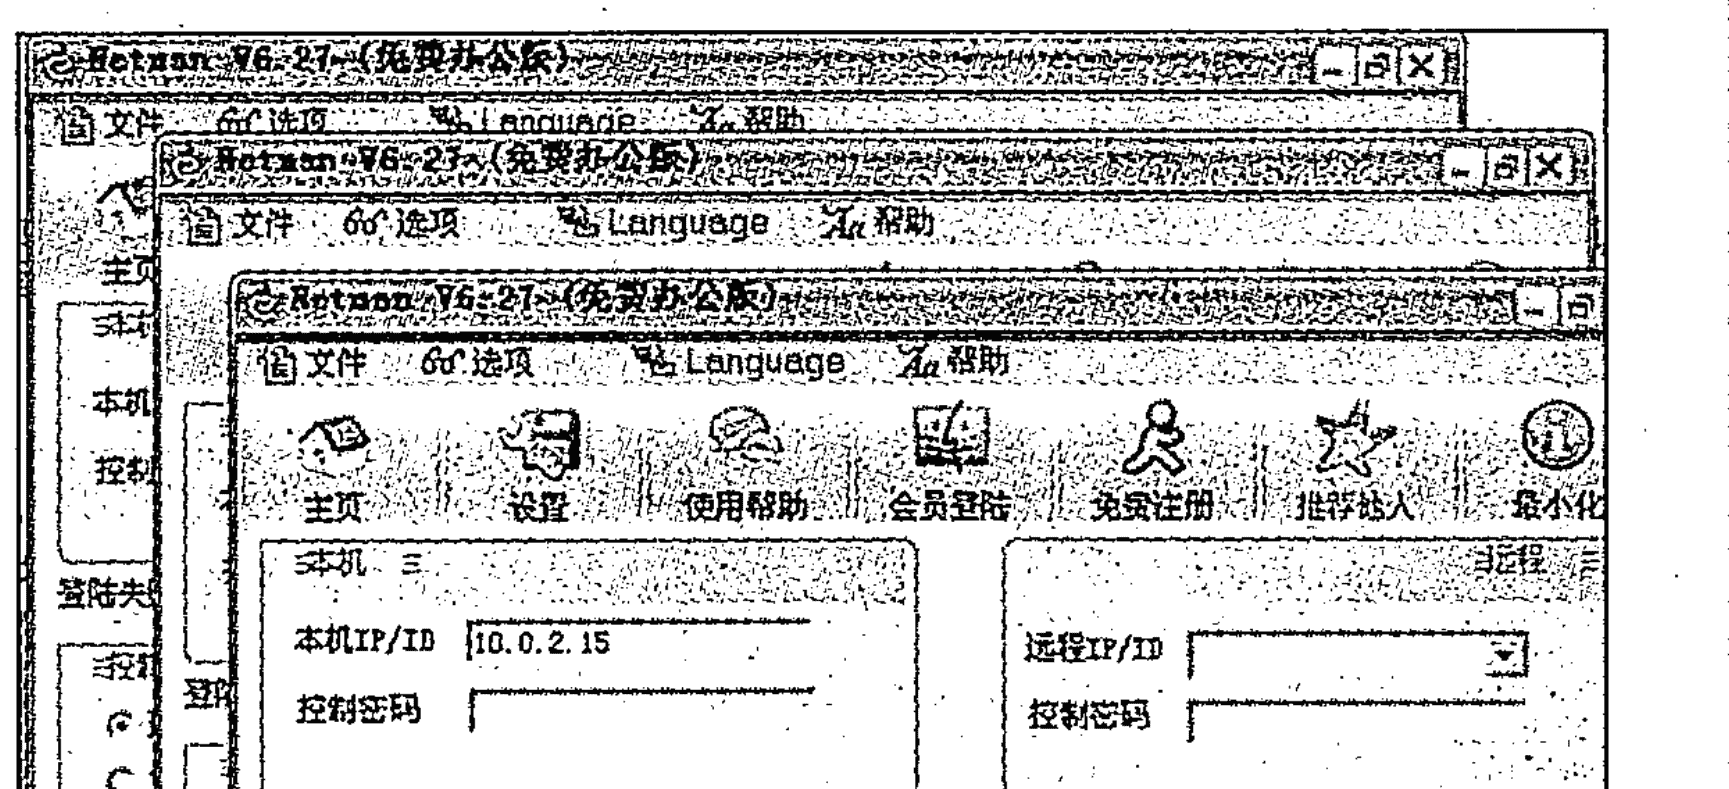 Netman V6.27 (免费办公版)
文件 选项 Language 帮助
Netman V6.27 (免费办公版)
文件 选项 Language 帮助
主页
Netman V6.27 (免费办公版)
本机
文件 选项 Language 帮助
本机
控制
主页 设置 使用帮助 会员登陆 免费注册 推荐他人 最小化
本机 远程
登陆失
本机IP/ID 10.0.2.15 远程IP/ID
登陆
控制密码 控制密码